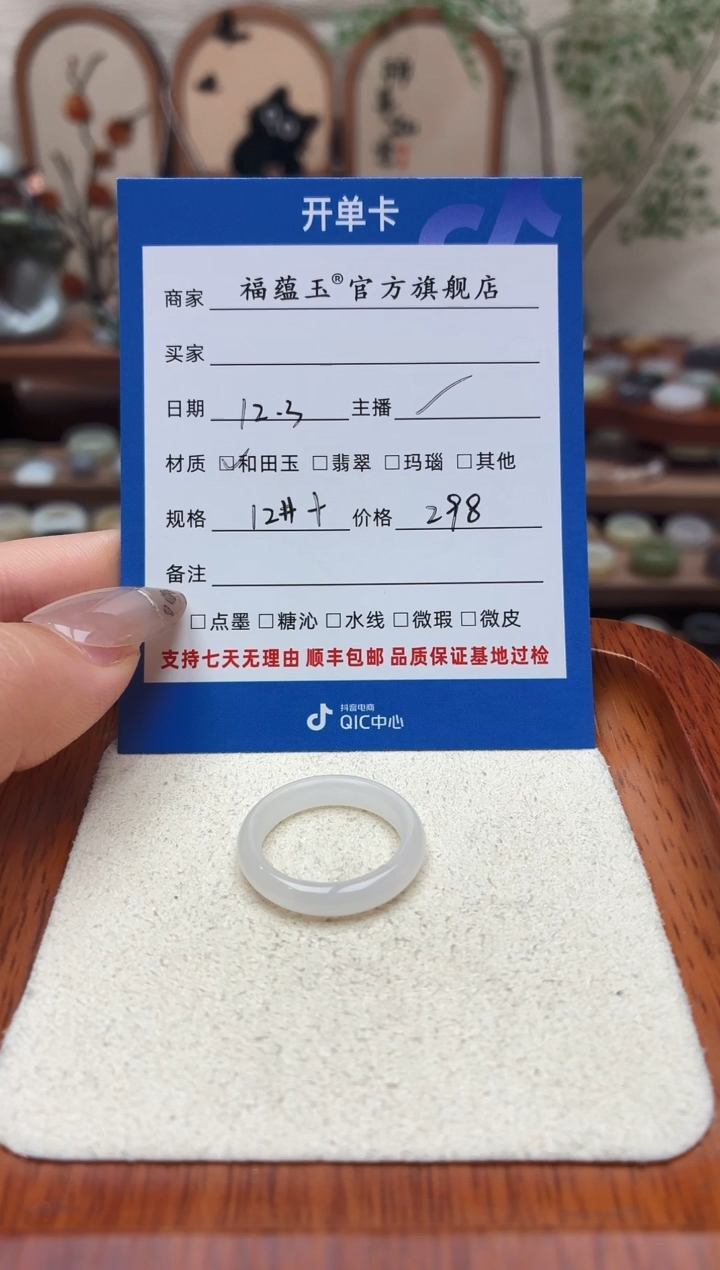 开单卡
商家 福蕴玉®官方旗舰店
买家
日期 12.3 主播 /
材质 ☑和田玉 □翡翠 □玛瑙 □其他
规格 12#+ 价格 298
备注
□点墨 □糖沁 □水线 □微瑕 □微皮
支持七天无理由 顺丰包邮 品质保证基地过检
抖音电商
QIC中心